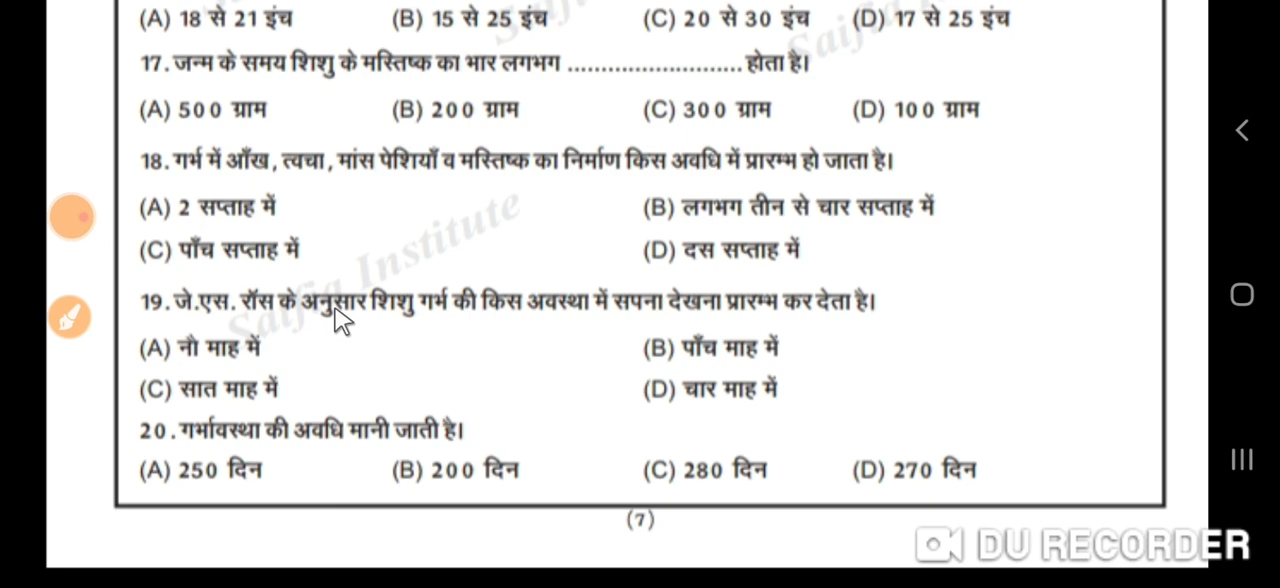 (A) 18 से 21 इंच (B) 15 से 25 इंच (C) 20 से 30 इंच (D) 17 से 25 इंच
17. जन्म के समय शिशु के मस्तिष्क का भार लगभग .......................... होता है।
(A) 500 ग्राम (B) 200 ग्राम (C) 300 ग्राम (D) 100 ग्राम
18. गर्भ में आँख, त्वचा, मांस पेशियाँ व मस्तिष्क का निर्माण किस अवधि में प्रारम्भ हो जाता है।
(A) 2 सप्ताह में (B) लगभग तीन से चार सप्ताह में
(C) पाँच सप्ताह में (D) दस सप्ताह में
19. जे.एस. रॉस के अनुसार शिशु गर्भ की किस अवस्था में सपना देखना प्रारम्भ कर देता है।
(A) नौ माह में (B) पाँच माह में
(C) सात माह में (D) चार माह में
20. गर्भावस्था की अवधि मानी जाती है।
(A) 250 दिन (B) 200 दिन (C) 280 दिन (D) 270 दिन
(7)
Saifia Institute
DU RECORDER